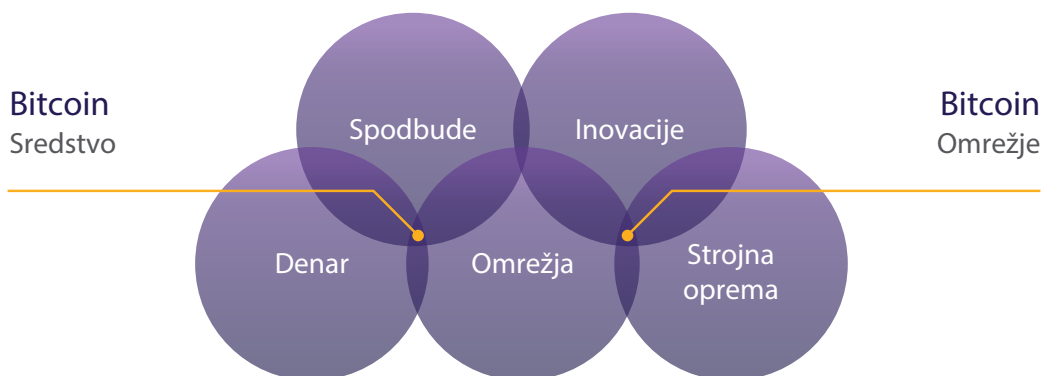 Bitcoin
Sredstvo
Spodbude
Inovacije
Bitcoin
Omrežje
Denar
Omrežja
Strojna
oprema